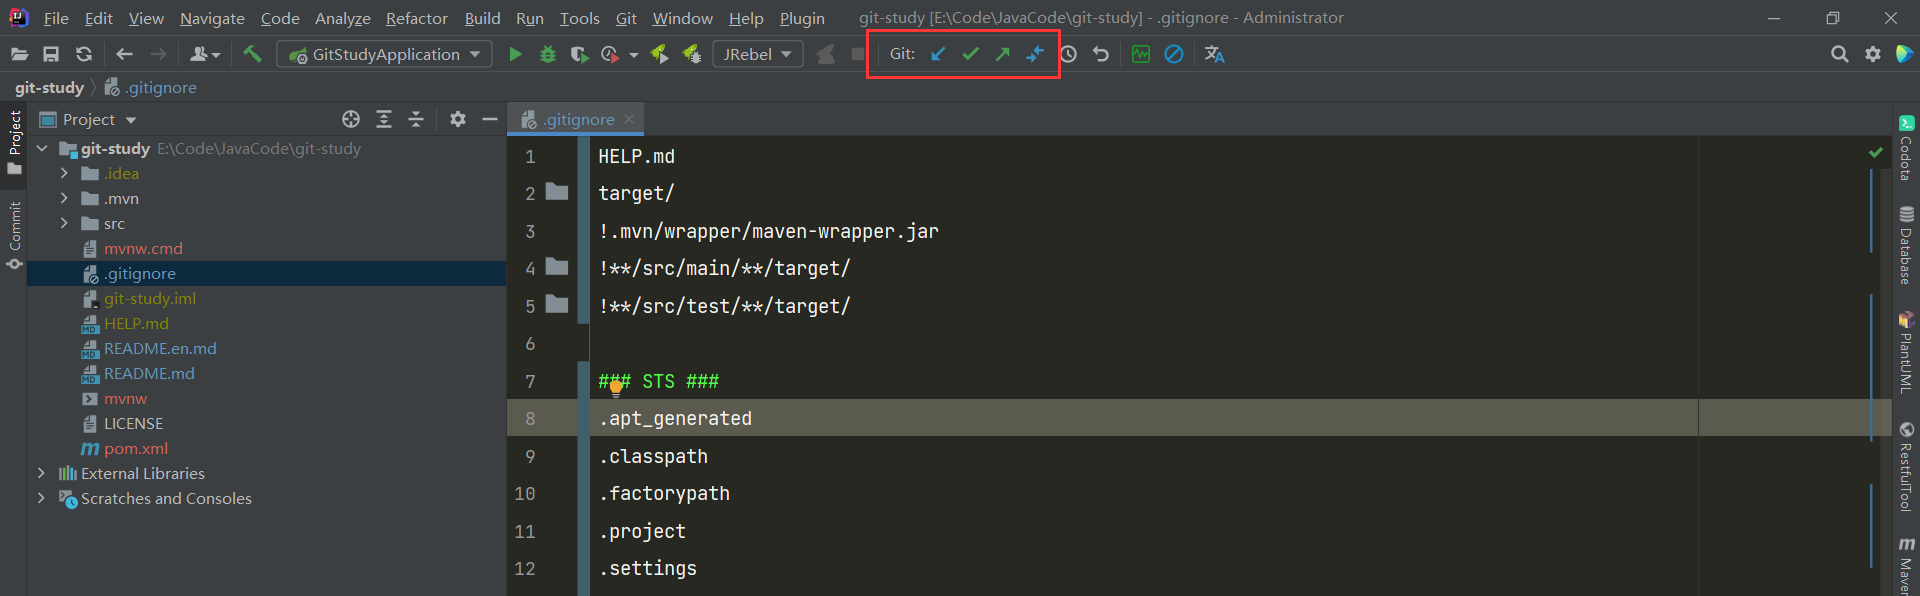 File Edit View Navigate Code Analyze Refactor Build Run Tools Git Window Help Plugin git-study [E:\Code\JavaCode\git-study] - .gitignore - Administrator
GitStudyApplication JRebel Git:
git-study .gitignore
Project
.gitignore
Project
Commit
git-study E:\Code\JavaCode\git-study
.idea
.mvn
src
mvnw.cmd
.gitignore
git-study.iml
HELP.md
README.en.md
README.md
mvnw
LICENSE
pom.xml
External Libraries
Scratches and Consoles
1 HELP.md
2 target/
3 !.mvn/wrapper/maven-wrapper.jar
4 !**/src/main/**/target/
5 !**/src/test/**/target/
6
7 ### STS ###
8 .apt_generated
9 .classpath
10 .factorypath
11 .project
12 .settings
Codota
Database
PlantUML
RestfulTool
Maven